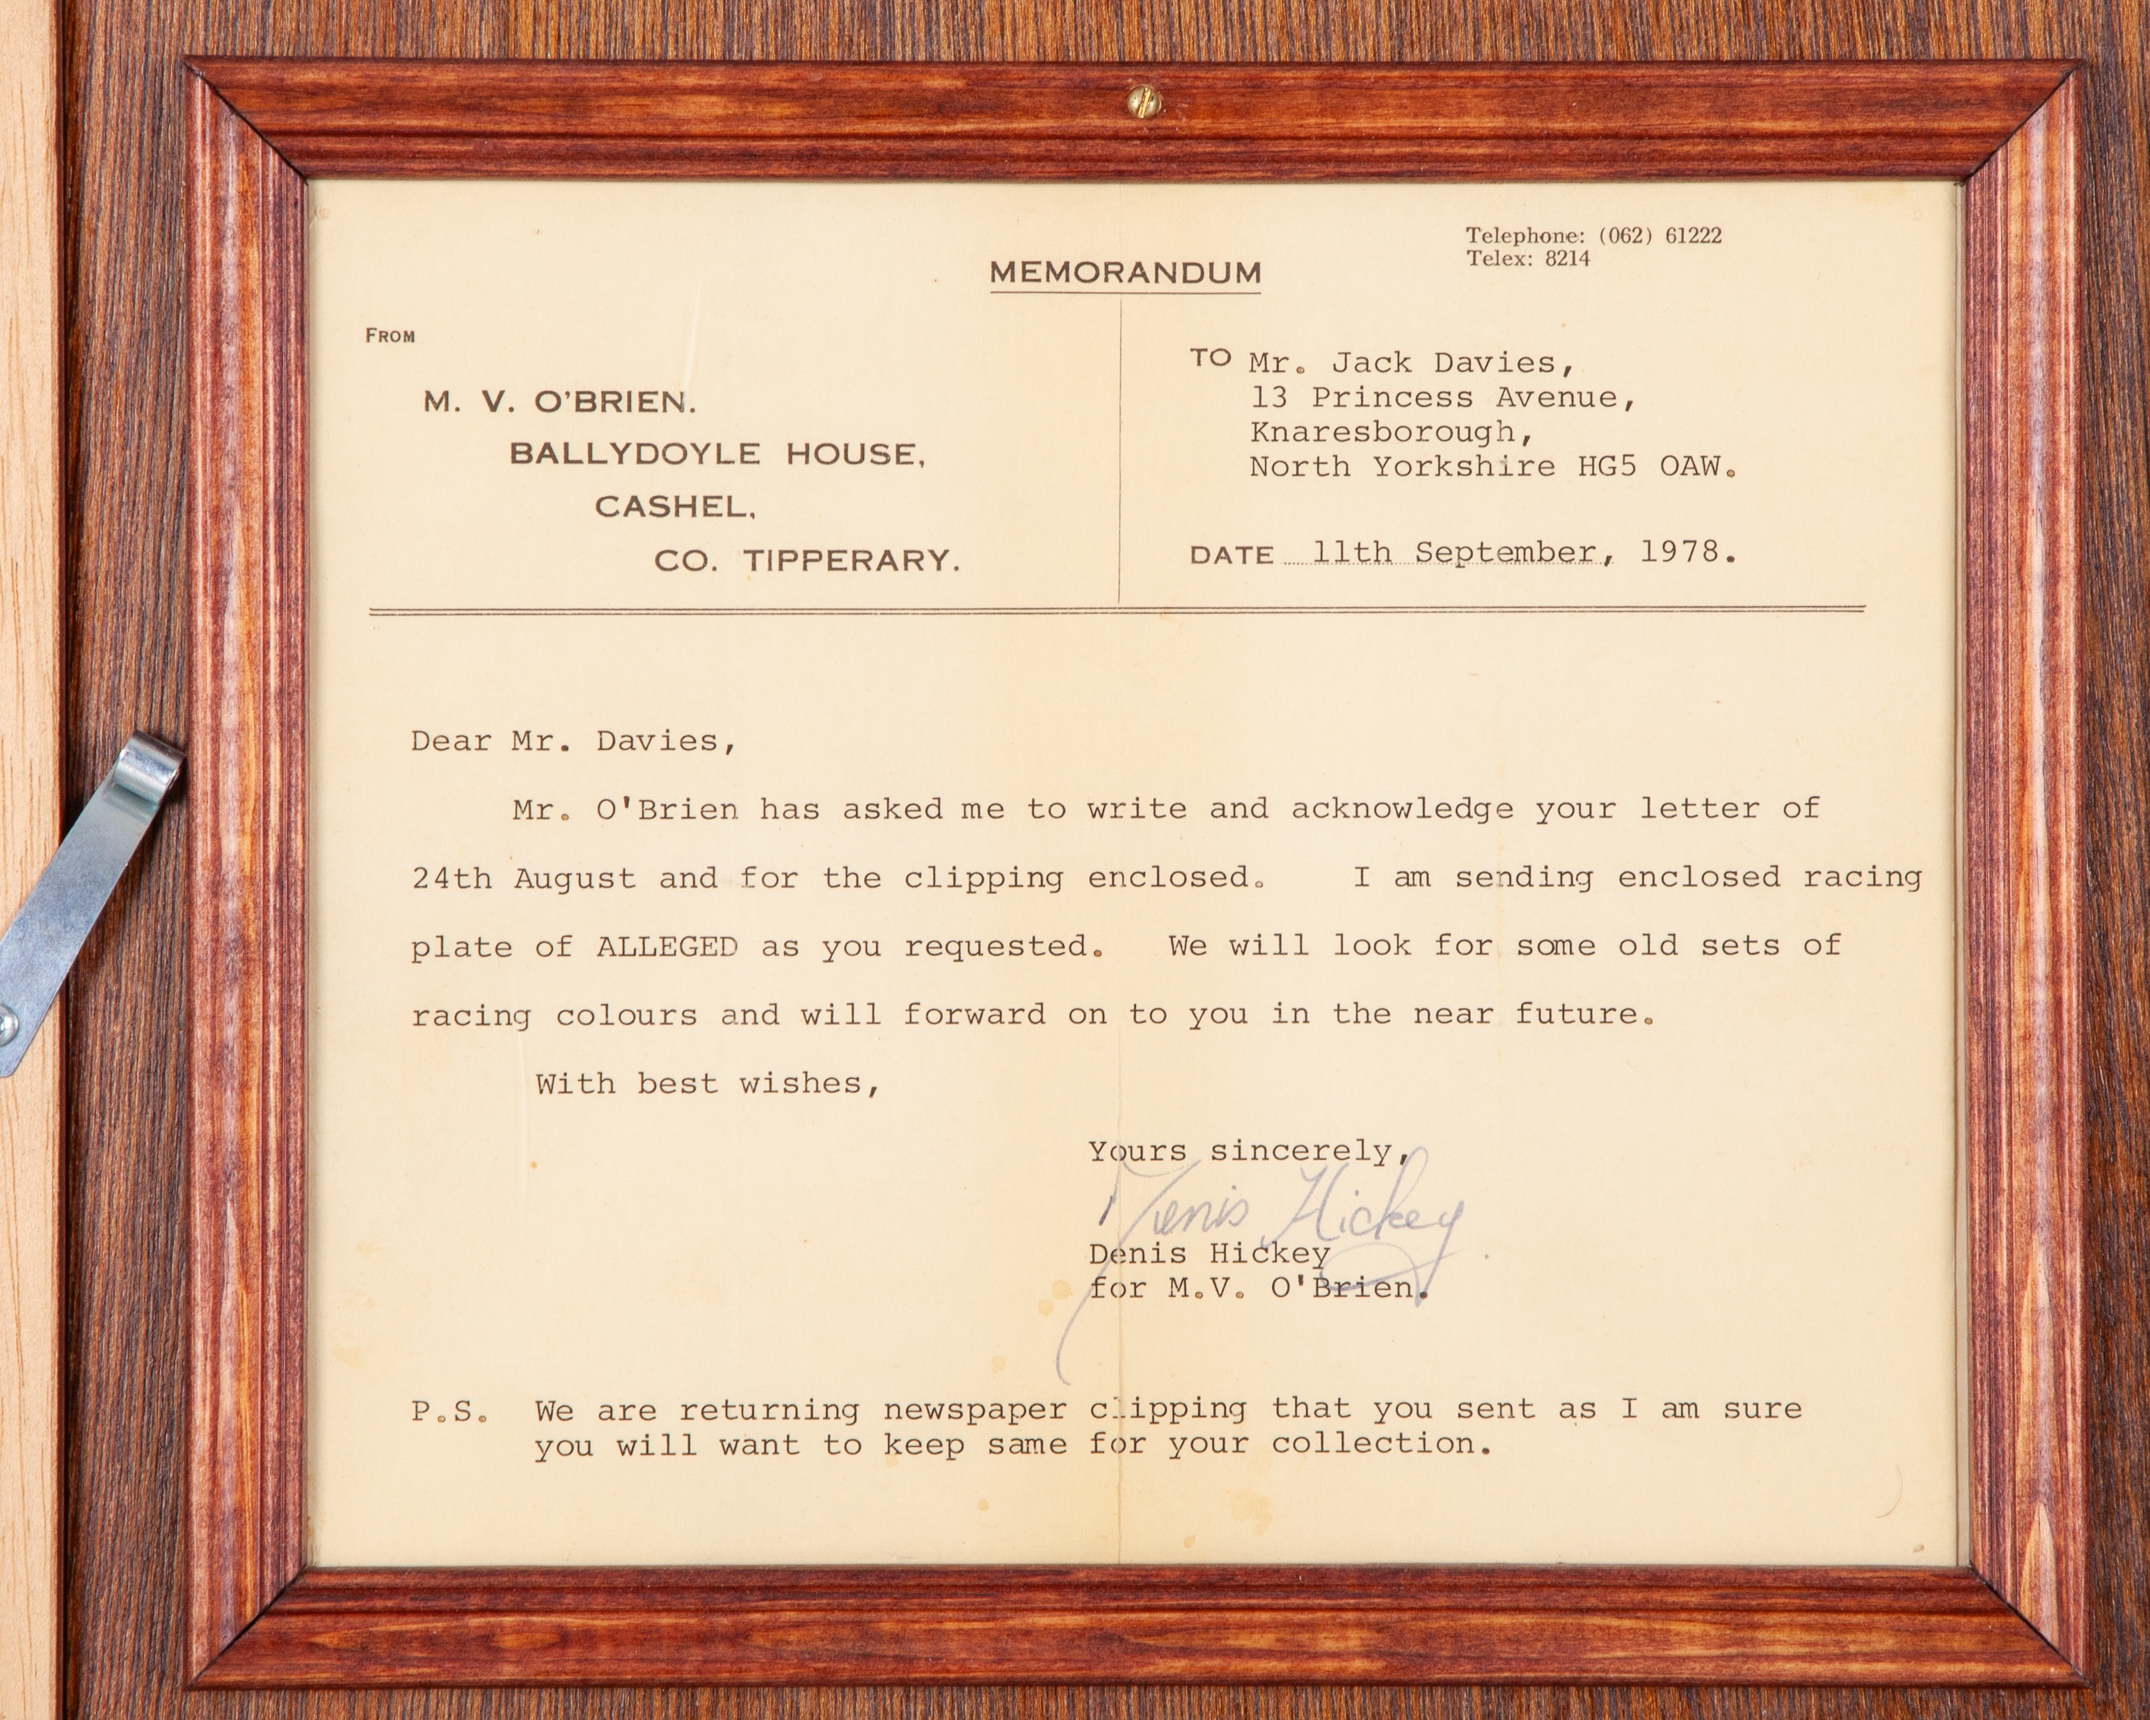 Telephone: (062) 61222
Telex: 8214
MEMORANDUM
FROM
M. V. O'BRIEN.
BALLYDOYLE HOUSE,
CASHEL,
CO. TIPPERARY.
TO Mr. Jack Davies,
13 Princess Avenue,
Knaresborough,
North Yorkshire HG5 OAW.
DATE 11th September, 1978.
Dear Mr. Davies,
Mr. O'Brien has asked me to write and acknowledge your letter of
24th August and for the clipping enclosed. I am sending enclosed racing
plate of ALLEGED as you requested. We will look for some old sets of
racing colours and will forward on to you in the near future.
With best wishes,
Yours sincerely,
Denis Hickey
Denis Hickey
for M.V. O'Brien.
P.S. We are returning newspaper clipping that you sent as I am sure
you will want to keep same for your collection.